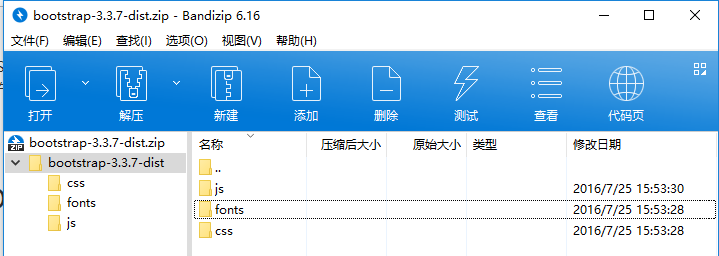 bootstrap-3.3.7-dist.zip - Bandizip 6.16
文件(F) 编辑(E) 查找(I) 选项(O) 视图(V) 帮助(H)
打开 解压 新建 添加 删除 测试 查看 代码页
bootstrap-3.3.7-dist.zip
bootstrap-3.3.7-dist
css
fonts
js
名称 压缩后大小 原始大小 类型 修改日期
..
js 2016/7/25 15:53:30
fonts 2016/7/25 15:53:28
css 2016/7/25 15:53:28